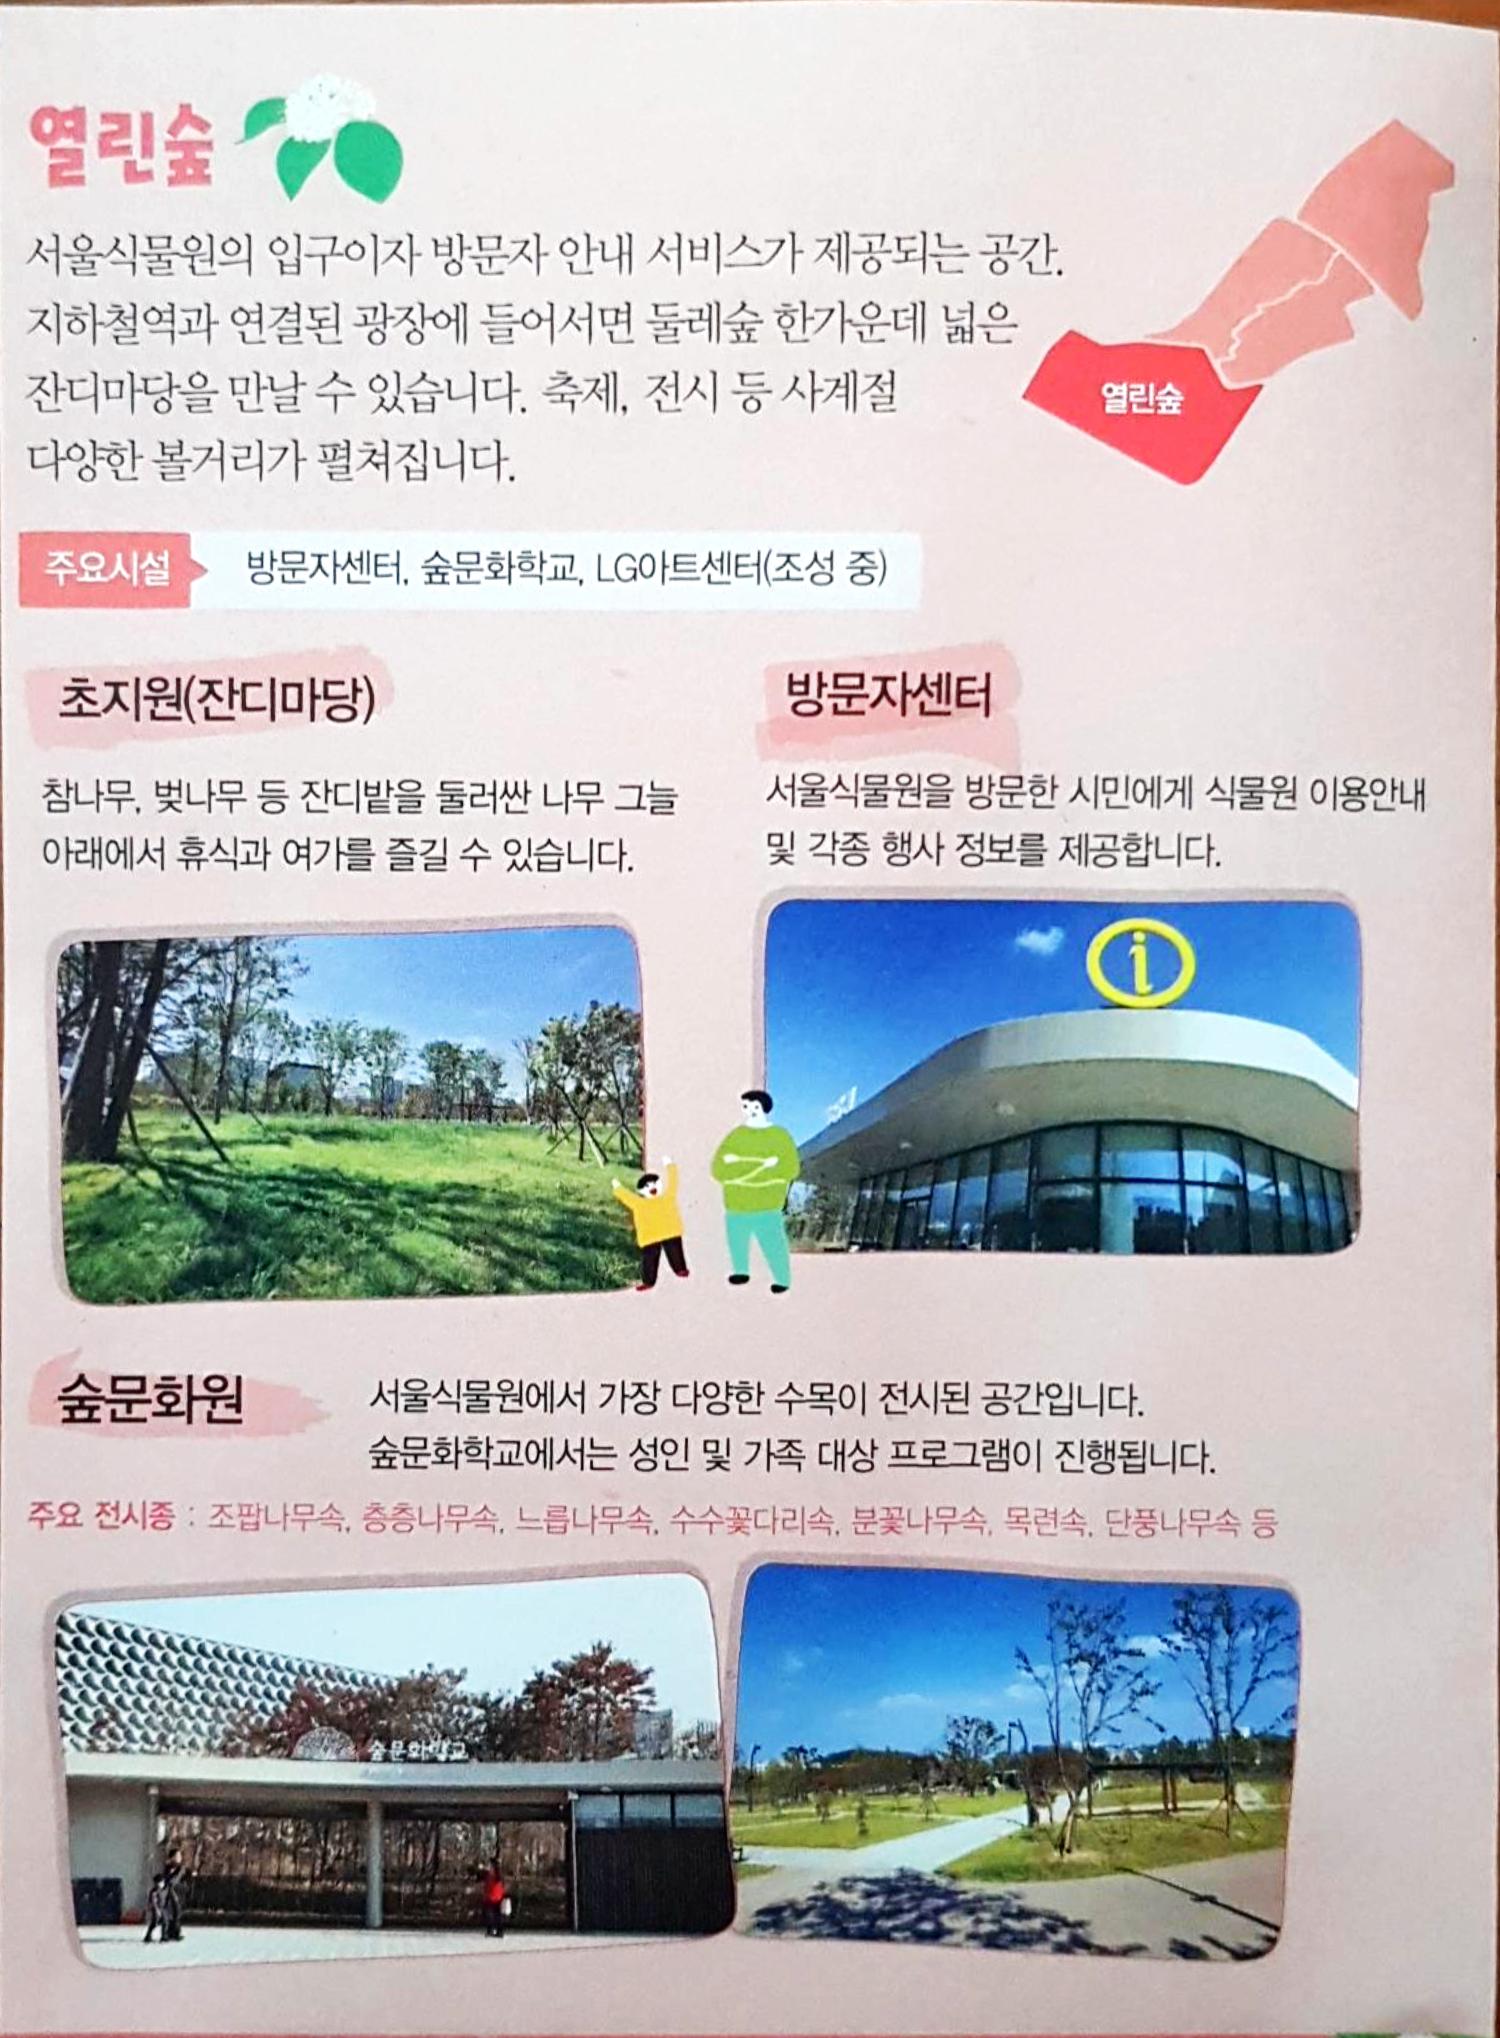 열린숲
서울식물원의 입구이자 방문자 안내 서비스가 제공되는 공간.
지하철역과 연결된 광장에 들어서면 둘레숲 한가운데 넓은
잔디마당을 만날 수 있습니다. 축제, 전시 등 사계절
다양한 볼거리가 펼쳐집니다.
열린숲
주요시설 방문자센터, 숲문화학교, LG아트센터(조성 중)
초지원(잔디마당)
참나무, 벚나무 등 잔디밭을 둘러싼 나무 그늘
아래에서 휴식과 여가를 즐길 수 있습니다.
방문자센터
서울식물원을 방문한 시민에게 식물원 이용안내
및 각종 행사 정보를 제공합니다.
i
숲문화원
서울식물원에서 가장 다양한 수목이 전시된 공간입니다.
숲문화학교에서는 성인 및 가족 대상 프로그램이 진행됩니다.
주요 전시종 : 조팝나무속, 층층나무속, 느릅나무속, 수수꽃다리속, 분꽃나무속, 목련속, 단풍나무속 등
숲문화학교